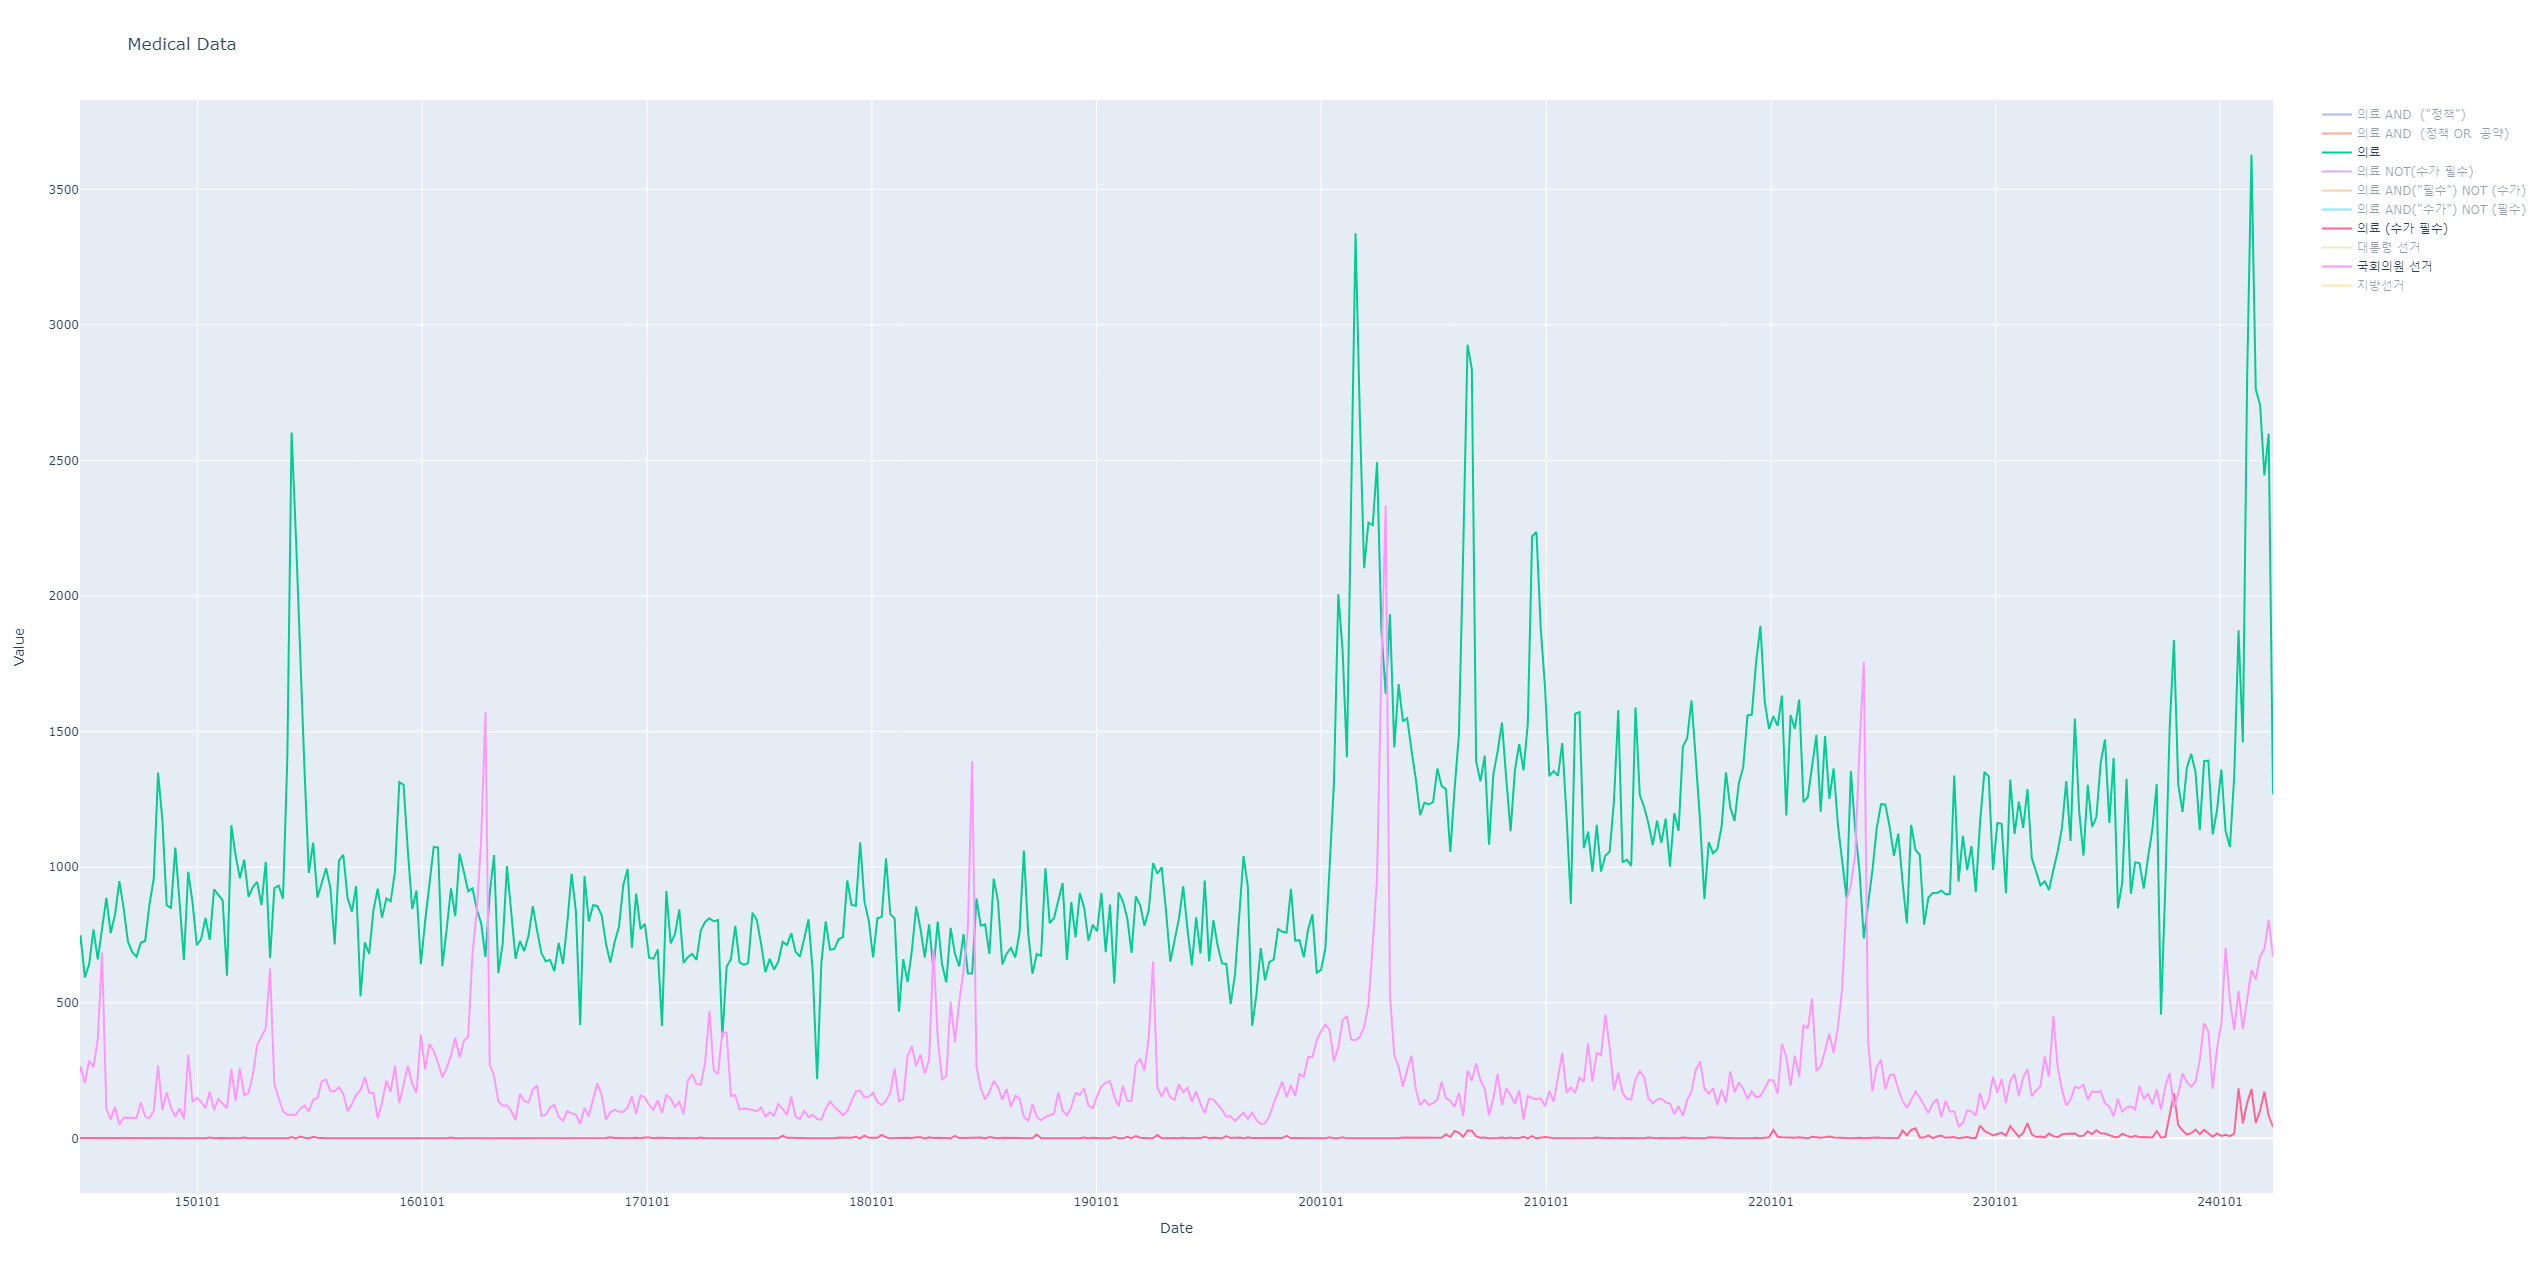 Medical Data
의료 AND  ("정책")
의료 AND  (정책 OR  공약)
의료
의료 NOT(수가 필수)
의료 AND("필수") NOT (수가)
의료 AND("수가") NOT (필수)
의료 (수가 필수)
대통령 선거
국회의원 선거
지방선거
3500
3000
2500
2000
1500
1000
500
0
Value
150101
160101
170101
180101
190101
200101
210101
220101
230101
240101
Date